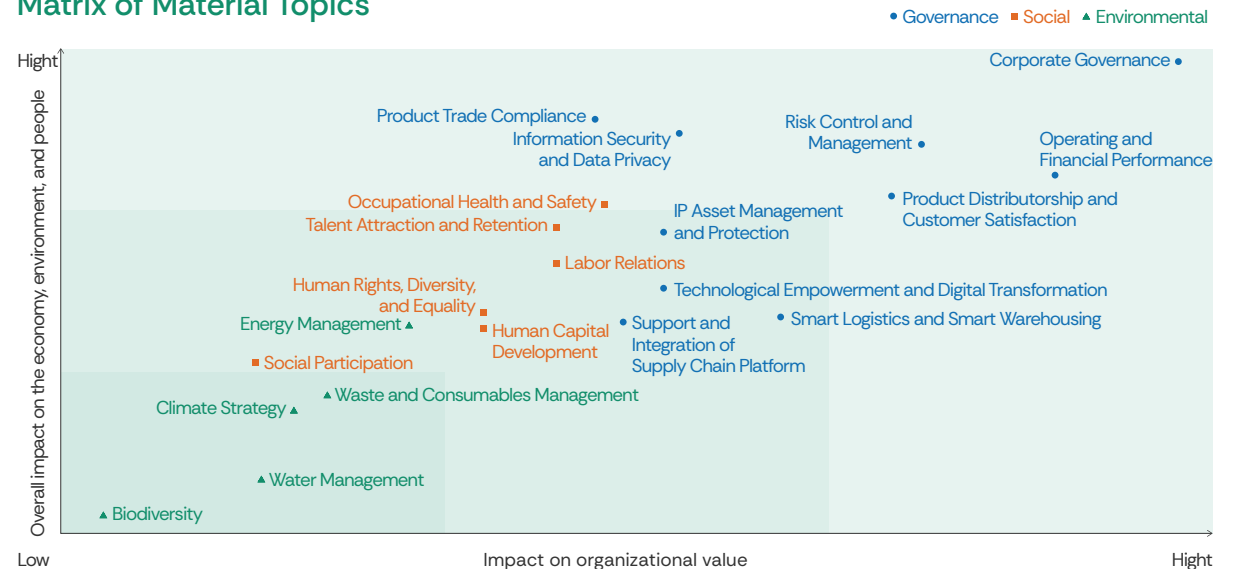 Matrix of Material Topics
Governance Social Environmental
Hight
Corporate Governance
Product Trade Compliance
Information Security
and Data Privacy
Risk Control and
Management
Operating and
Financial Performance
Occupational Health and Safety
Talent Attraction and Retention
IP Asset Management
and Protection
Product Distributorship and
Customer Satisfaction
Labor Relations
Human Rights, Diversity,
and Equality
Technological Empowerment and Digital Transformation
Energy Management
Human Capital
Development
Support and
Integration of
Supply Chain Platform
Smart Logistics and Smart Warehousing
Social Participation
Waste and Consumables Management
Climate Strategy
Water Management
Biodiversity
Overall impact on the economy, environment, and people
Low
Impact on organizational value
Hight